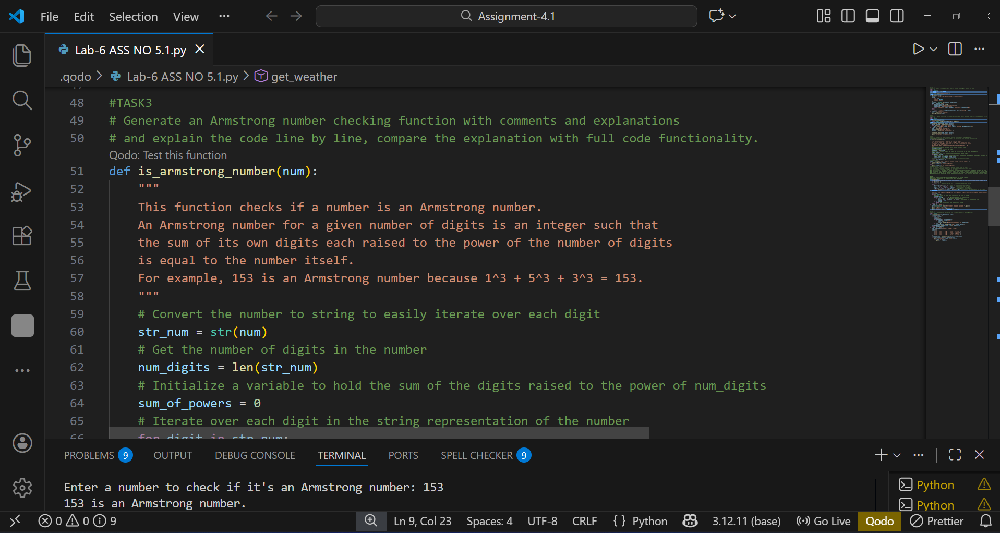 File Edit Selection View ··· Assignment-4.1
Lab-6 ASS NO 5.1.py
.qodo > Lab-6 ASS NO 5.1.py > get_weather
47
48 #TASK3
49 # Generate an Armstrong number checking function with comments and explanations
50 # and explain the code line by line, compare the explanation with full code functionality.
Qodo: Test this function
51 def is_armstrong_number(num):
52 """
53 This function checks if a number is an Armstrong number.
54 An Armstrong number for a given number of digits is an integer such that
55 the sum of its own digits each raised to the power of the number of digits
56 is equal to the number itself.
57 For example, 153 is an Armstrong number because 1^3 + 5^3 + 3^3 = 153.
58 """
59 # Convert the number to string to easily iterate over each digit
60 str_num = str(num)
61 # Get the number of digits in the number
62 num_digits = len(str_num)
63 # Initialize a variable to hold the sum of the digits raised to the power of num_digits
64 sum_of_powers = 0
65 # Iterate over each digit in the string representation of the number
66 for digit in str_num:
PROBLEMS 9 OUTPUT DEBUG CONSOLE TERMINAL PORTS SPELL CHECKER 9
Enter a number to check if it's an Armstrong number: 153
153 is an Armstrong number.
Python
Python
0 0 9 Ln 9, Col 23 Spaces: 4 UTF-8 CRLF {} Python 3.12.11 (base) Go Live Qodo Prettier